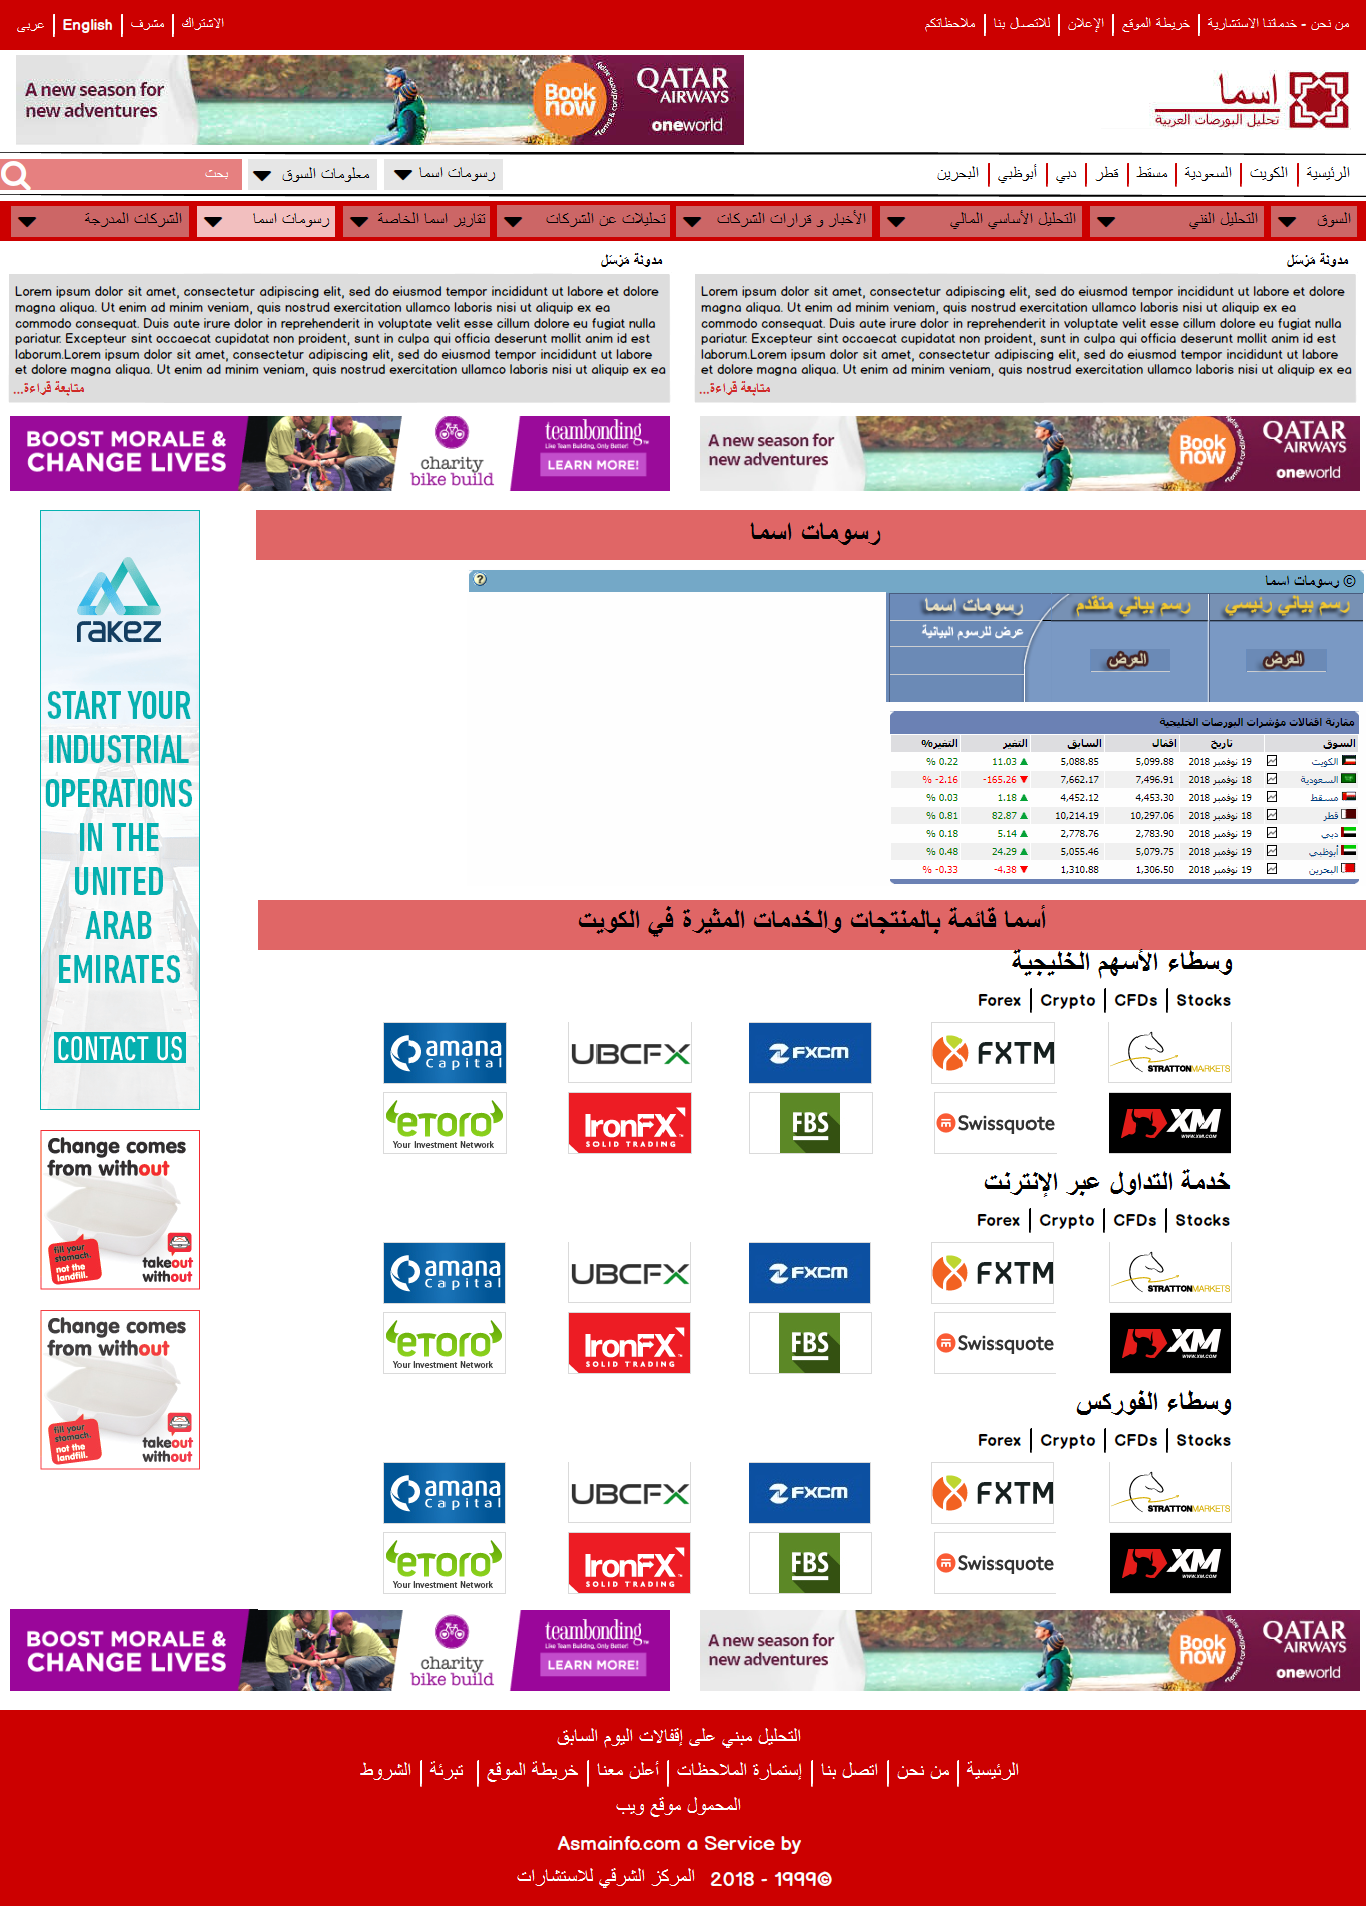 من نحن - خدماتنا الاستشارية | خريطة الموقع | الإعلان | للاتصال بنا | ملاحظاتكم
الاشتراك | مشرف | English | عربى
A new season for
new adventures
Book
now
Terms & conditions apply
QATAR
AIRWAYS
oneworld
اسما
تحليل البورصات العربية
الرئيسية | الكويت | السعودية | مسقط | قطر | دبي | أبوظبي | البحرين
رسومات اسما
معلومات السوق
بحث
السوق
التحليل الفني
التحليل الأساسي المالي
الأخبار و قرارات الشركات
تحليلات عن الشركات
تقارير اسما الخاصة
رسومات اسما
الشركات المدرجة
مدونة مَزسَل
Lorem ipsum dolor sit amet, consectetur adipiscing elit, sed do eiusmod tempor incididunt ut labore et dolore
magna aliqua. Ut enim ad minim veniam, quis nostrud exercitation ullamco laboris nisi ut aliquip ex ea
commodo consequat. Duis aute irure dolor in reprehenderit in voluptate velit esse cillum dolore eu fugiat nulla
pariatur. Excepteur sint occaecat cupidatat non proident, sunt in culpa qui officia deserunt mollit anim id est
laborum.Lorem ipsum dolor sit amet, consectetur adipiscing elit, sed do eiusmod tempor incididunt ut labore
et dolore magna aliqua. Ut enim ad minim veniam, quis nostrud exercitation ullamco laboris nisi ut aliquip ex ea
متابعة قراءة...
مدونة مَزسَل
Lorem ipsum dolor sit amet, consectetur adipiscing elit, sed do eiusmod tempor incididunt ut labore et dolore
magna aliqua. Ut enim ad minim veniam, quis nostrud exercitation ullamco laboris nisi ut aliquip ex ea
commodo consequat. Duis aute irure dolor in reprehenderit in voluptate velit esse cillum dolore eu fugiat nulla
pariatur. Excepteur sint occaecat cupidatat non proident, sunt in culpa qui officia deserunt mollit anim id est
laborum.Lorem ipsum dolor sit amet, consectetur adipiscing elit, sed do eiusmod tempor incididunt ut labore
et dolore magna aliqua. Ut enim ad minim veniam, quis nostrud exercitation ullamco laboris nisi ut aliquip ex ea
متابعة قراءة...
A new season for
new adventures
Book
now
QATAR
AIRWAYS
oneworld
BOOST MORALE &
CHANGE LIVES
charity
bike build
teambonding
Live Team Building, Only Better!
LEARN MORE!
رسومات اسما
© رسومات اسما
?
رسم بياني رئيسي
رسم بياني متقدم
رسومات اسما
عرض للرسوم البيانية
العرض
العرض
مقارنة اقفالات مؤشرات البورصات الخليجية
السوق تاريخ اقفال السابق التغير التغير%
الكويت 19 نوفمبر 2018 5,099.88 5,088.85 11.03 ▲ % 0.22
السعودية 18 نوفمبر 2018 7,496.91 7,662.17 -165.26 ▼ % -2.16
مسقط 19 نوفمبر 2018 4,453.30 4,452.12 1.18 ▲ % 0.03
قطر 18 نوفمبر 2018 10,297.06 10,214.19 82.87 ▲ % 0.81
دبي 19 نوفمبر 2018 2,783.90 2,778.76 5.14 ▲ % 0.18
أبوظبي 19 نوفمبر 2018 5,079.75 5,055.46 24.29 ▲ % 0.48
البحرين 19 نوفمبر 2018 1,306.50 1,310.88 -4.38 ▼ % -0.33
rakez
START YOUR
INDUSTRIAL
OPERATIONS
IN THE
UNITED
ARAB
EMIRATES
CONTACT US
Change comes
from without
fill your
stomach.
not the
landfill.
takeout
without
Change comes
from without
fill your
stomach.
not the
landfill.
takeout
without
أسما قائمة بالمنتجات والخدمات المثيرة في الكويت
وسطاء الأسهم الخليجية
Forex | Crypto | CFDs | Stocks
amana capital UBCFX FXCM FXTM STRATTONMARKETS
eToro Your Investment Network IronFX SOLID TRADING FBS Swissquote XM WWW.XM.COM
خدمة التداول عبر الإنترنت
Forex | Crypto | CFDs | Stocks
amana capital UBCFX FXCM FXTM STRATTONMARKETS
eToro Your Investment Network IronFX SOLID TRADING FBS Swissquote XM WWW.XM.COM
وسطاء الفوركس
Forex | Crypto | CFDs | Stocks
amana capital UBCFX FXCM FXTM STRATTONMARKETS
eToro Your Investment Network IronFX SOLID TRADING FBS Swissquote XM WWW.XM.COM
A new season for
new adventures
Book
now
QATAR
AIRWAYS
oneworld
BOOST MORALE &
CHANGE LIVES
charity
bike build
teambonding
Live Team Building, Only Better!
LEARN MORE!
التحليل مبني على إقفالات اليوم السابق
الرئيسية | من نحن | اتصل بنا | إستمارة الملاحظات | أعلن معنا | خريطة الموقع | تبرئة | الشروط
المحمول موقع ويب
Asmainfo.com a Service by
المركز الشرقي للاستشارات 2018 - 1999©